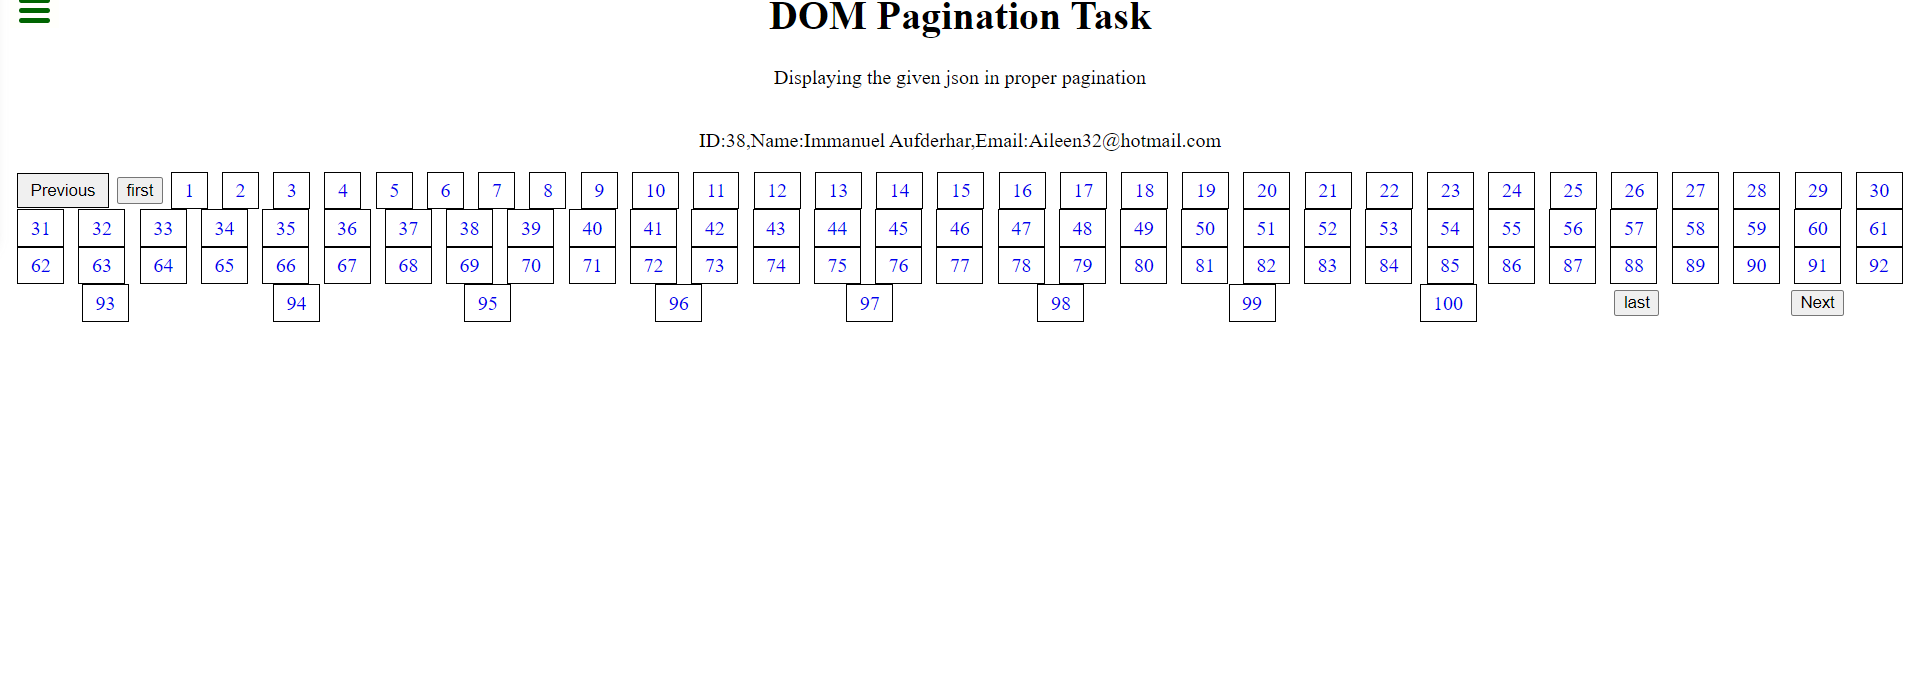 DOM Pagination Task
Displaying the given json in proper pagination
ID:38,Name:Immanuel Aufderhar,Email:Aileen32@hotmail.com
Previous first 1 2 3 4 5 6 7 8 9 10 11 12 13 14 15 16 17 18 19 20 21 22 23 24 25 26 27 28 29 30
31 32 33 34 35 36 37 38 39 40 41 42 43 44 45 46 47 48 49 50 51 52 53 54 55 56 57 58 59 60 61
62 63 64 65 66 67 68 69 70 71 72 73 74 75 76 77 78 79 80 81 82 83 84 85 86 87 88 89 90 91 92
93 94 95 96 97 98 99 100 last Next